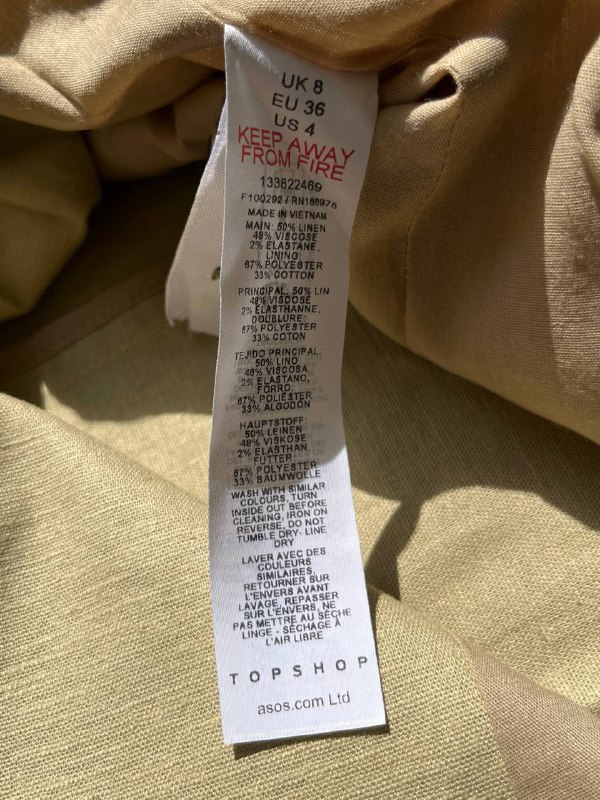 UK 8
EU 36
US 4
KEEP AWAY
FROM FIRE
133822469
F100292 / RN166978
MADE IN VIETNAM
MAIN: 50% LINEN
48% VISCOSE
2% ELASTANE,
LINING:
67% POLYESTER
33% COTTON
PRINCIPAL: 50% LIN
48% VISCOSE
2% ELASTHANNE,
DOUBLURE:
67% POLYESTER
33% COTON
TEJIDO PRINCIPAL:
50% LINO
48% VISCOSA
2% ELASTANO,
FORRO:
67% POLIÉSTER
33% ALGODON
HAUPTSTOFF:
50% LEINEN
48% VISKOSE
2% ELASTHAN,
FUTTER:
67% POLYESTER
33% BAUMWOLLE
WASH WITH SIMILAR
COLOURS, TURN
INSIDE OUT BEFORE
CLEANING, IRON ON
REVERSE, DO NOT
TUMBLE DRY- LINE
DRY
LAVER AVEC DES
COULEURS
SIMILAIRES,
RETOURNER SUR
L'ENVERS AVANT
LAVAGE, REPASSER
SUR L'ENVERS, NE
PAS METTRE AU SÈCHE
LINGE - SÉCHAGE À
L'AIR LIBRE
TOPSHOP
asos.com Ltd